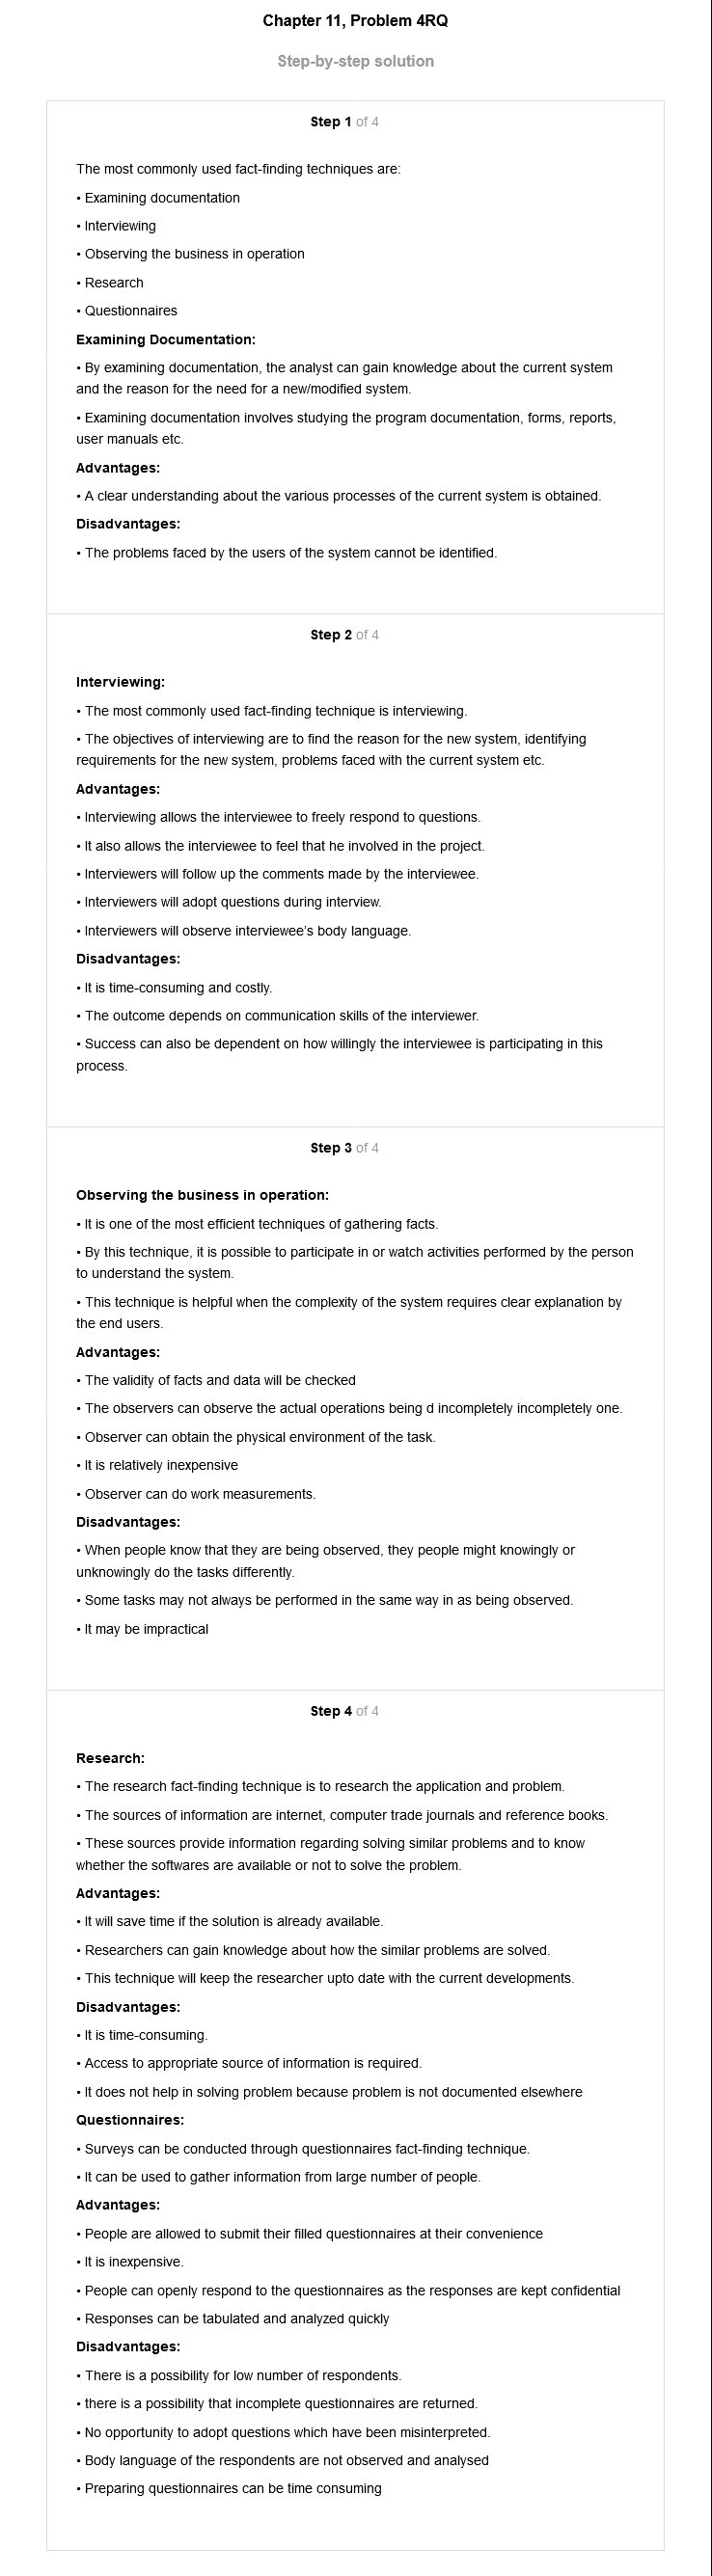 Chapter 11, Problem 4RQ
Step-by-step solution
Step 1 of 4
The most commonly used fact-finding techniques are:
• Examining documentation
• Interviewing
• Observing the business in operation
• Research
• Questionnaires
Examining Documentation:
• By examining documentation, the analyst can gain knowledge about the current system
and the reason for the need for a new/modified system.
• Examining documentation involves studying the program documentation, forms, reports,
user manuals etc.
Advantages:
• A clear understanding about the various processes of the current system is obtained.
Disadvantages:
• The problems faced by the users of the system cannot be identified.
Step 2 of 4
Interviewing:
• The most commonly used fact-finding technique is interviewing.
• The objectives of interviewing are to find the reason for the new system, identifying
requirements for the new system, problems faced with the current system etc.
Advantages:
• Interviewing allows the interviewee to freely respond to questions.
• It also allows the interviewee to feel that he involved in the project.
• Interviewers will follow up the comments made by the interviewee.
• Interviewers will adopt questions during interview.
• Interviewers will observe interviewee's body language.
Disadvantages:
• It is time-consuming and costly.
• The outcome depends on communication skills of the interviewer.
• Success can also be dependent on how willingly the interviewee is participating in this
process.
Step 3 of 4
Observing the business in operation:
• It is one of the most efficient techniques of gathering facts.
• By this technique, it is possible to participate in or watch activities performed by the person
to understand the system.
• This technique is helpful when the complexity of the system requires clear explanation by
the end users.
Advantages:
• The validity of facts and data will be checked
• The observers can observe the actual operations being d incompletely incompletely one.
• Observer can obtain the physical environment of the task.
• It is relatively inexpensive
• Observer can do work measurements.
Disadvantages:
• When people know that they are being observed, they people might knowingly or
unknowingly do the tasks differently.
• Some tasks may not always be performed in the same way in as being observed.
• It may be impractical
Step 4 of 4
Research:
• The research fact-finding technique is to research the application and problem.
• The sources of information are internet, computer trade journals and reference books.
• These sources provide information regarding solving similar problems and to know
whether the softwares are available or not to solve the problem.
Advantages:
• It will save time if the solution is already available.
• Researchers can gain knowledge about how the similar problems are solved.
• This technique will keep the researcher upto date with the current developments.
Disadvantages:
• It is time-consuming.
• Access to appropriate source of information is required.
• It does not help in solving problem because problem is not documented elsewhere
Questionnaires:
• Surveys can be conducted through questionnaires fact-finding technique.
• It can be used to gather information from large number of people.
Advantages:
• People are allowed to submit their filled questionnaires at their convenience
• It is inexpensive.
• People can openly respond to the questionnaires as the responses are kept confidential
• Responses can be tabulated and analyzed quickly
Disadvantages:
• There is a possibility for low number of respondents.
• there is a possibility that incomplete questionnaires are returned.
• No opportunity to adopt questions which have been misinterpreted.
• Body language of the respondents are not observed and analysed
• Preparing questionnaires can be time consuming